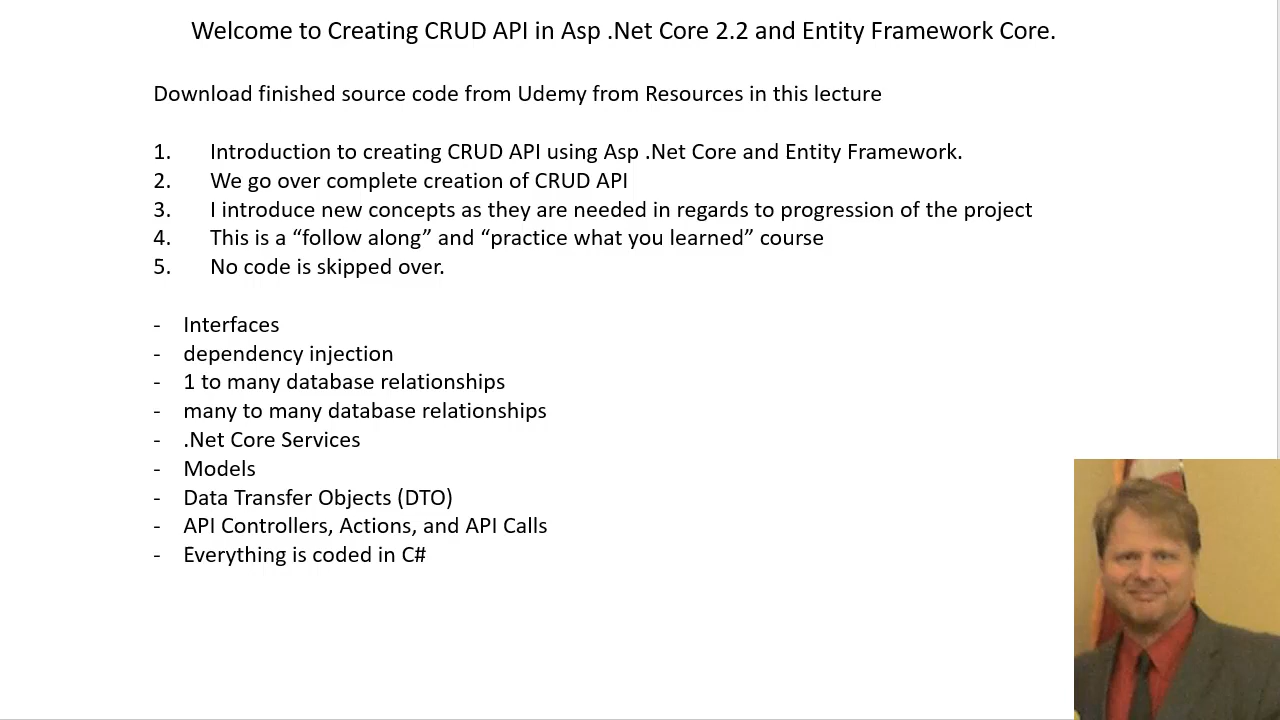 Welcome to Creating CRUD API in Asp .Net Core 2.2 and Entity Framework Core.
Download finished source code from Udemy from Resources in this lecture
1. Introduction to creating CRUD API using Asp .Net Core and Entity Framework.
2. We go over complete creation of CRUD API
3. I introduce new concepts as they are needed in regards to progression of the project
4. This is a “follow along” and “practice what you learned” course
5. No code is skipped over.
- Interfaces
- dependency injection
- 1 to many database relationships
- many to many database relationships
- .Net Core Services
- Models
- Data Transfer Objects (DTO)
- API Controllers, Actions, and API Calls
- Everything is coded in C#